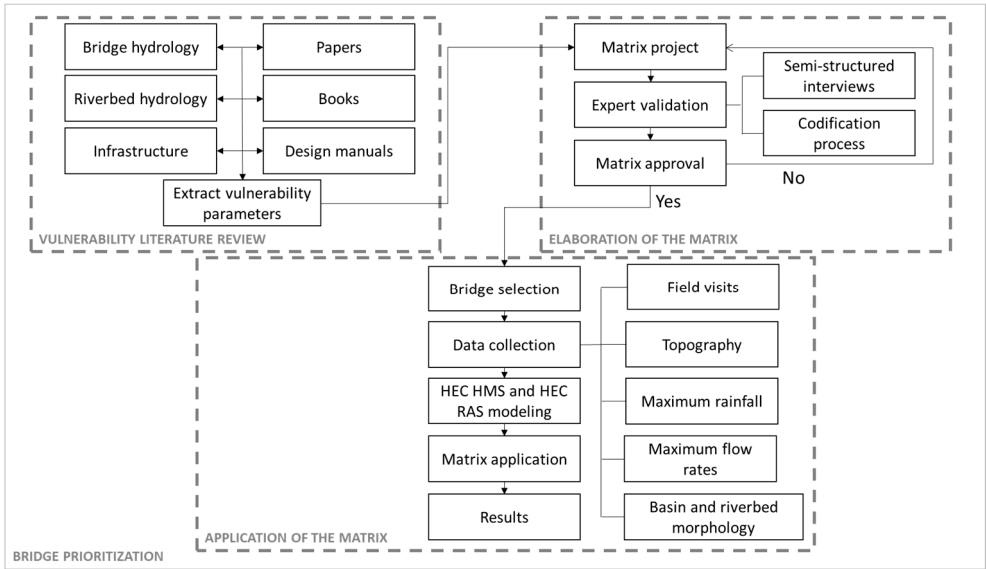 Bridge hydrology
Papers
Riverbed hydrology
Books
Infrastructure
Design manuals
Extract vulnerability
parameters
VULNERABILITY LITERATURE REVIEW
Matrix project
Semi-structured
interviews
Expert validation
Codification
process
Matrix approval
No
Yes
ELABORATION OF THE MATRIX
Bridge selection
Field visits
Data collection
Topography
HEC HMS and HEC
RAS modeling
Maximum rainfall
Matrix application
Maximum flow
rates
Results
Basin and riverbed
morphology
APPLICATION OF THE MATRIX
BRIDGE PRIORITIZATION